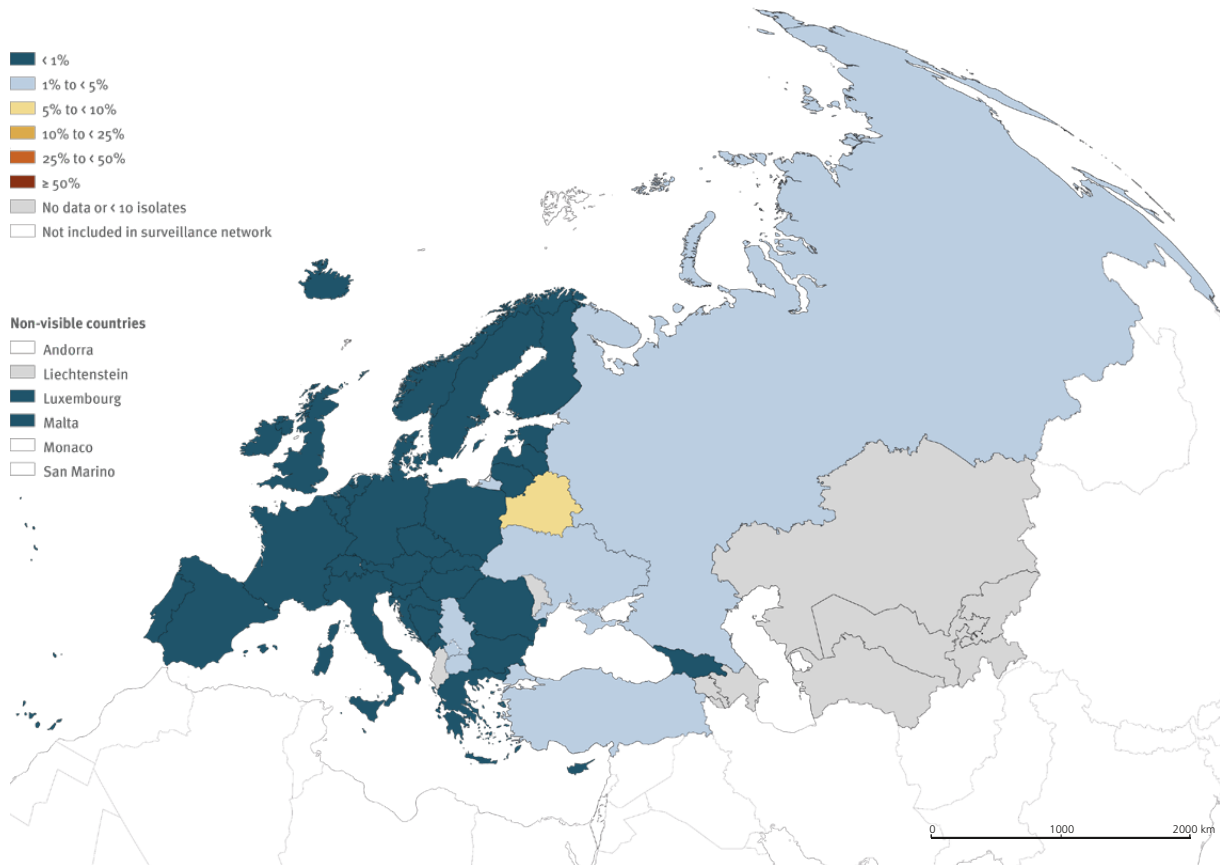 < 1%
1% to < 5%
5% to < 10%
10% to < 25%
25% to < 50%
≥ 50%
No data or < 10 isolates
Not included in surveillance network
Non-visible countries
Andorra
Liechtenstein
Luxembourg
Malta
Monaco
San Marino
0 1000 2000 km